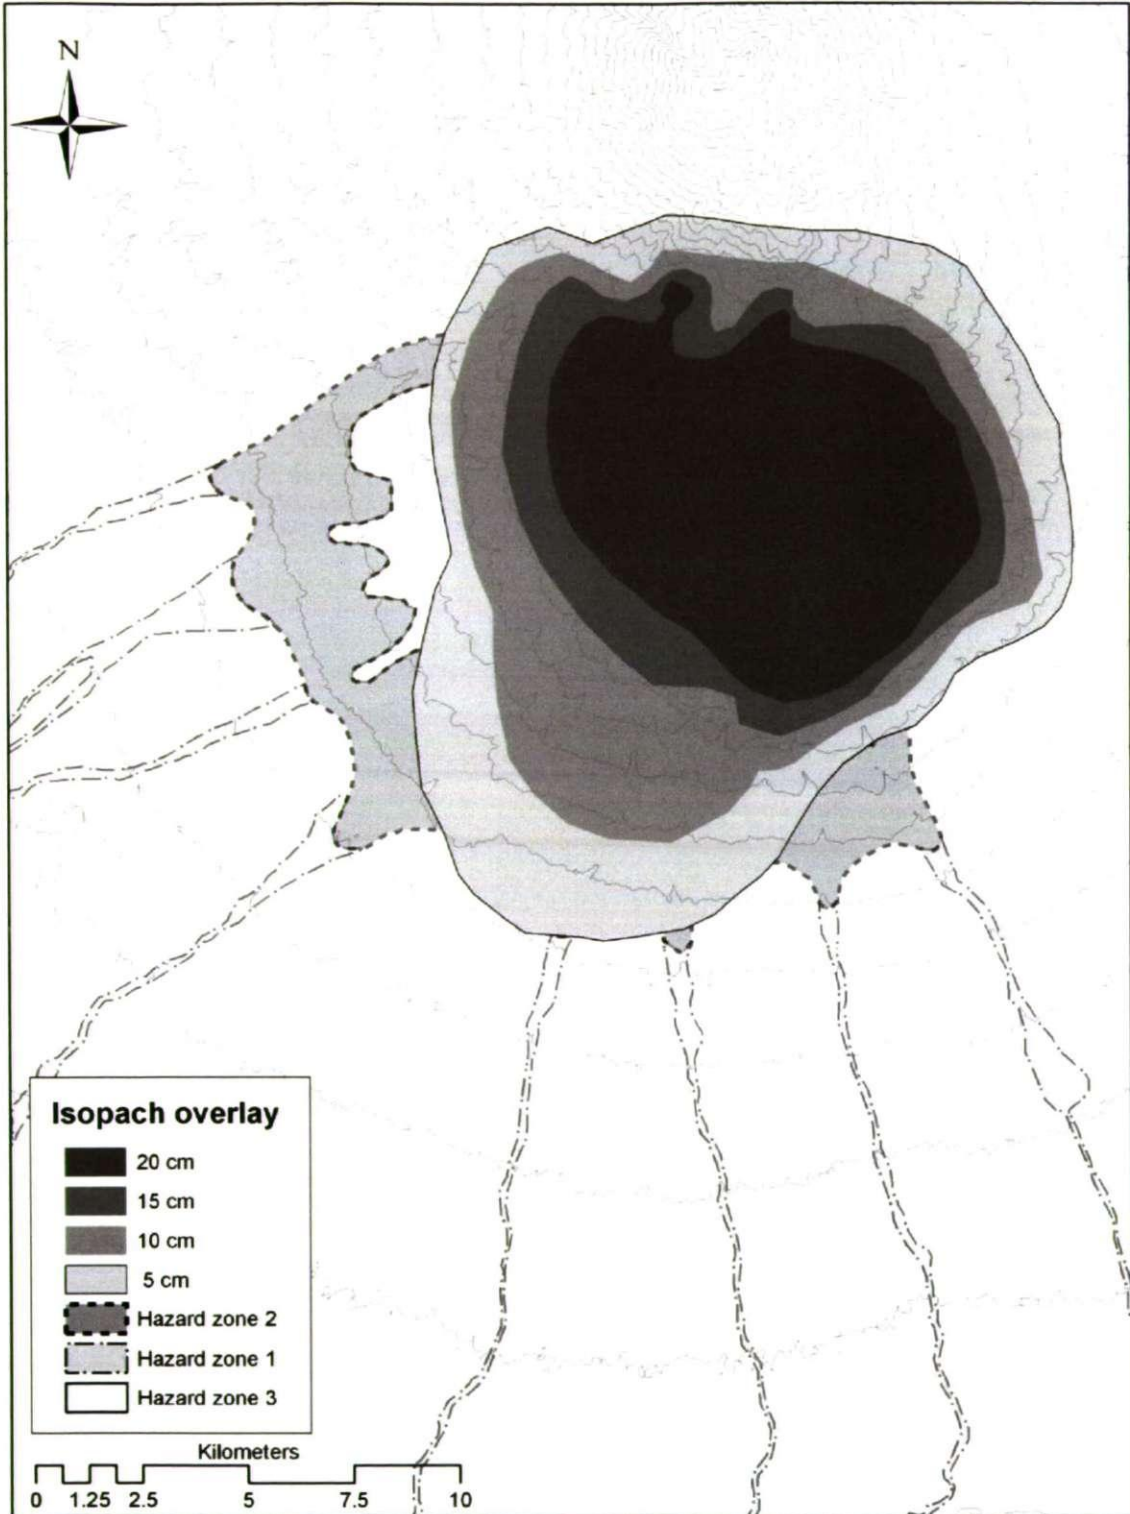 N
Isopach overlay
20 cm
15 cm
10 cm
5 cm
Hazard zone 2
Hazard zone 1
Hazard zone 3
Kilometers
0 1.25 2.5 5 7.5 10